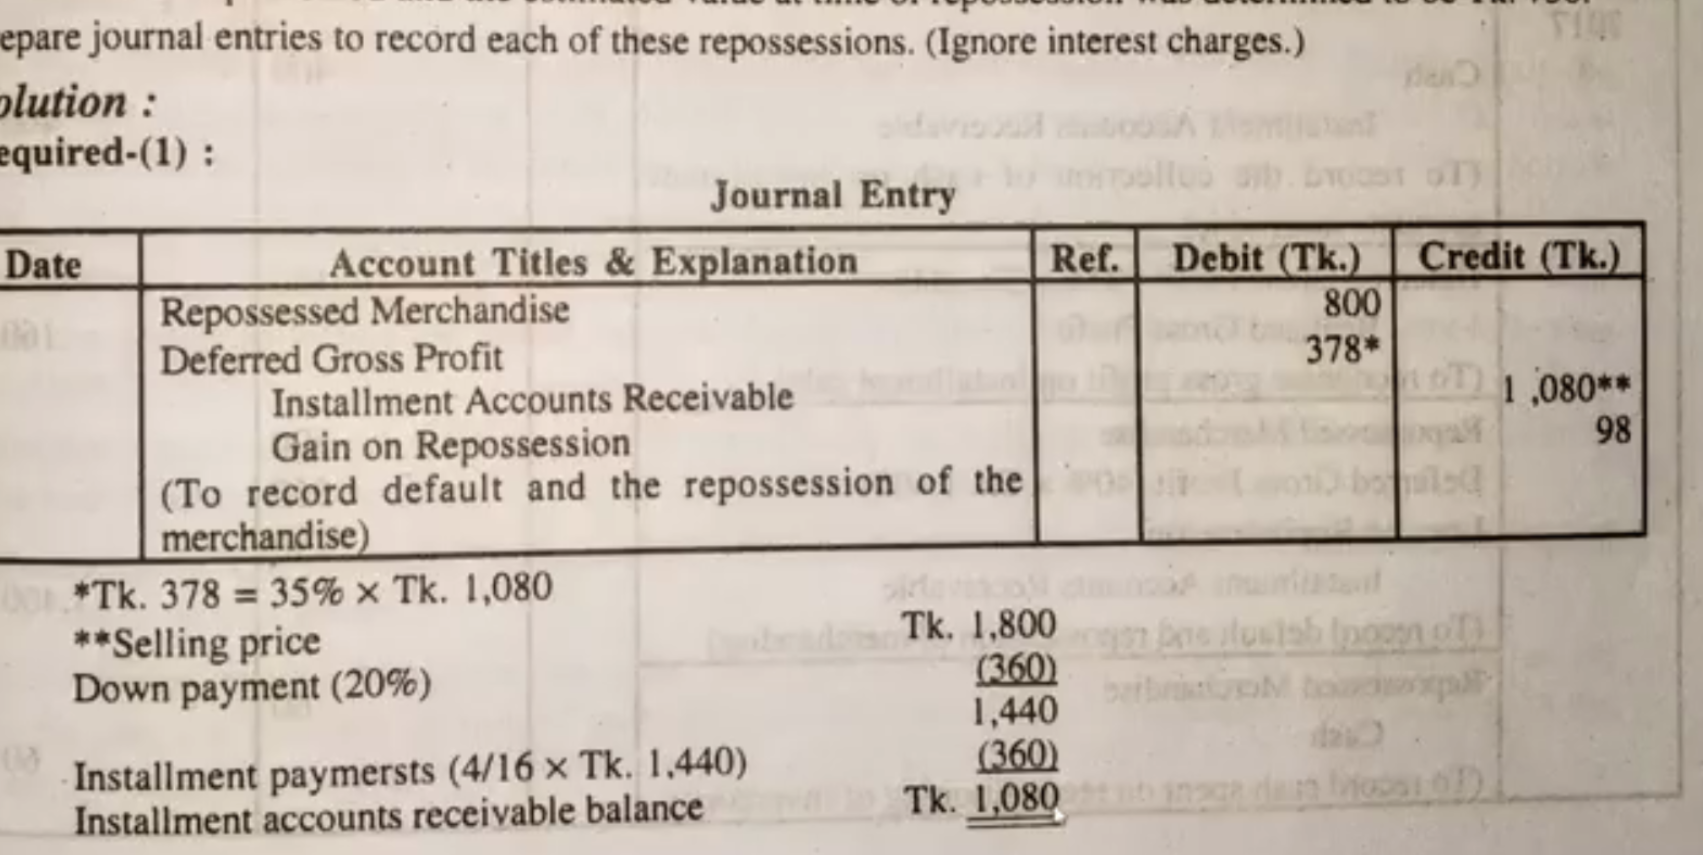 epare journal entries to record each of these repossessions. (Ignore interest charges.)
olution :
equired-(1) :
Journal Entry
Date Account Titles & Explanation Ref. Debit (Tk.) Credit (Tk.)
Repossessed Merchandise 800
Deferred Gross Profit 378*
Installment Accounts Receivable 1,080**
Gain on Repossession 98
(To record default and the repossession of the
merchandise)
*Tk. 378 = 35% × Tk. 1,080
**Selling price Tk. 1,800
Down payment (20%) (360)
1,440
Installment paymersts (4/16 × Tk. 1,440) (360)
Installment accounts receivable balance Tk. 1,080